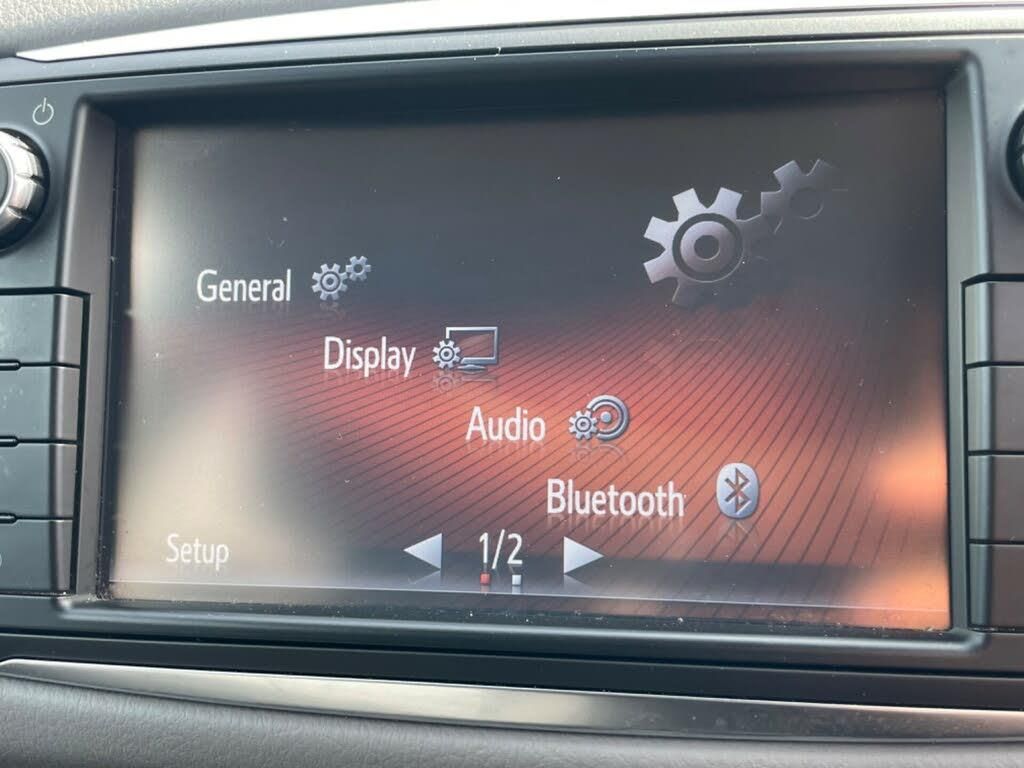 General
Display
Audio
Bluetooth
Setup
1/2